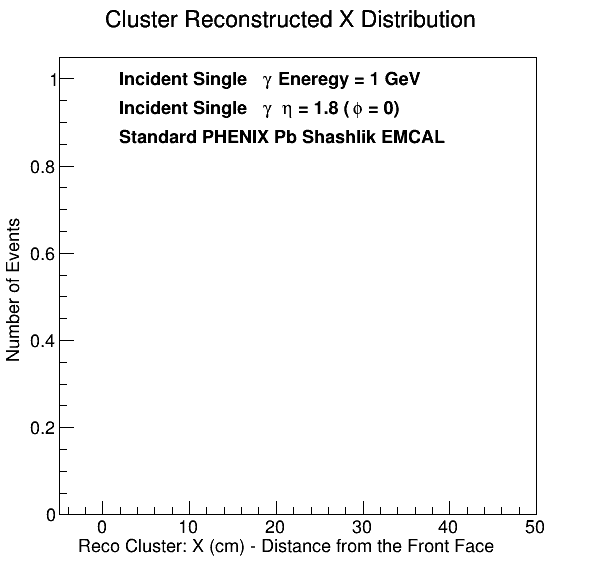 Cluster Reconstructed X Distribution
Incident Single γ Eneregy = 1 GeV
Incident Single γ η = 1.8 ( ϕ = 0)
Standard PHENIX Pb Shashlik EMCAL
Number of Events
1
0.8
0.6
0.4
0.2
0
0 10 20 30 40 50
Reco Cluster: X (cm) - Distance from the Front Face